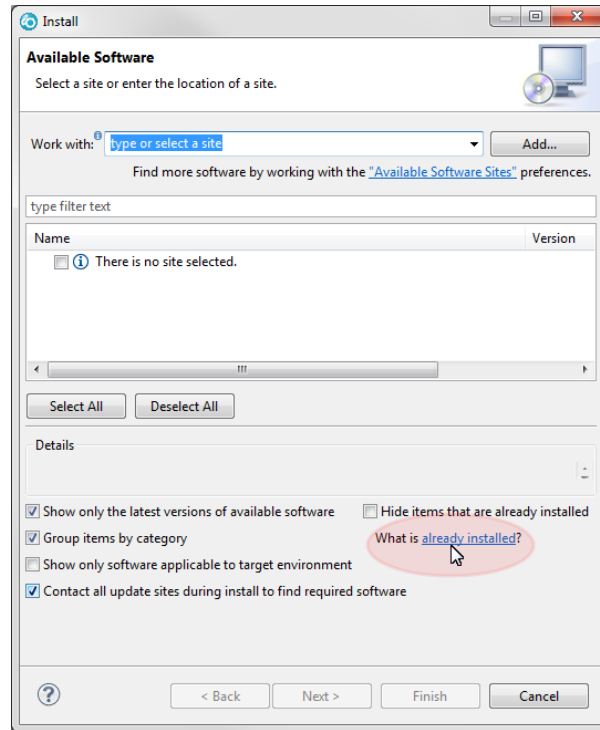 Install
Available Software
Select a site or enter the location of a site.
Work with: type or select a site Add...
Find more software by working with the "Available Software Sites" preferences.
type filter text
Name Version
There is no site selected.
Select All Deselect All
Details
Show only the latest versions of available software Hide items that are already installed
Group items by category What is already installed?
Show only software applicable to target environment
Contact all update sites during install to find required software
? < Back Next > Finish Cancel